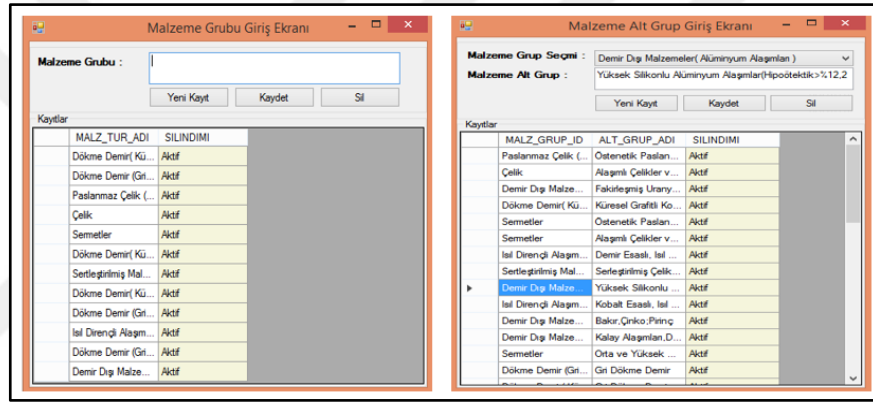 Malzeme Grubu Giriş Ekranı
Malzeme Grubu :
Yeni Kayıt Kaydet Sil
Kayıtlar
MALZ_TUR_ADI SILINDIMI
Dökme Demir( Kü... Aktif
Dökme Demir (Gri... Aktif
Paslanmaz Çelik (... Aktif
Çelik Aktif
Sermetler Aktif
Dökme Demir( Kü... Aktif
Sertleştirilmiş Mal... Aktif
Dökme Demir( Kü... Aktif
Dökme Demir (Gri... Aktif
Isıl Dirençli Alaşım... Aktif
Dökme Demir (Gri... Aktif
Demir Dışı Malze... Aktif
Malzeme Alt Grup Giriş Ekranı
Malzeme Grup Seçmi : Demir Dışı Malzemeler( Alüminyum Alaşımları )
Malzeme Alt Grup : Yüksek Silikonlu Alüminyum Alaşımlar(Hipoötektik>%12,2
Yeni Kayıt Kaydet Sil
Kayıtlar
MALZ_GRUP_ID ALT_GRUP_ADI SILINDIMI
Paslanmaz Çelik (... Östenetik Paslan... Aktif
Çelik Alaşımlı Çelikler v... Aktif
Demir Dışı Malze... Fakirleşmiş Urany... Aktif
Dökme Demir( Kü... Küresel Grafitli Ko... Aktif
Sermetler Östenetik Paslan... Aktif
Sermetler Alaşımlı Çelikler v... Aktif
Isıl Dirençli Alaşım... Demir Esaslı, Isıl ... Aktif
Sertleştirilmiş Mal... Serleştirilmiş Çelik... Aktif
Demir Dışı Malze... Yüksek Silikonlu ... Aktif
Isıl Dirençli Alaşım... Kobalt Esaslı, Isıl ... Aktif
Demir Dışı Malze... Bakır,Çinko;Pirinç Aktif
Demir Dışı Malze... Kalay Alaşımları,D... Aktif
Sermetler Orta ve Yüksek ... Aktif
Dökme Demir (Gri... Gri Dökme Demir Aktif